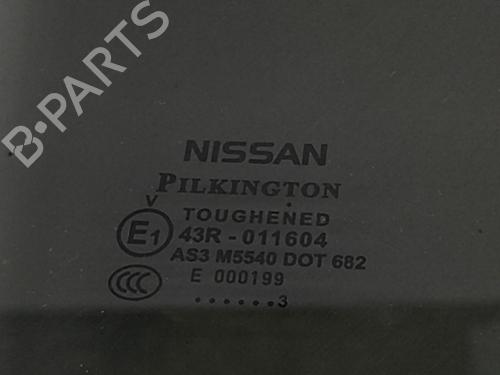 B-PARTS
NISSAN
PILKINGTON
V
TOUGHENED
E1 43R - 011604
AS3 M5540 DOT 682
CCC E 000199
......3